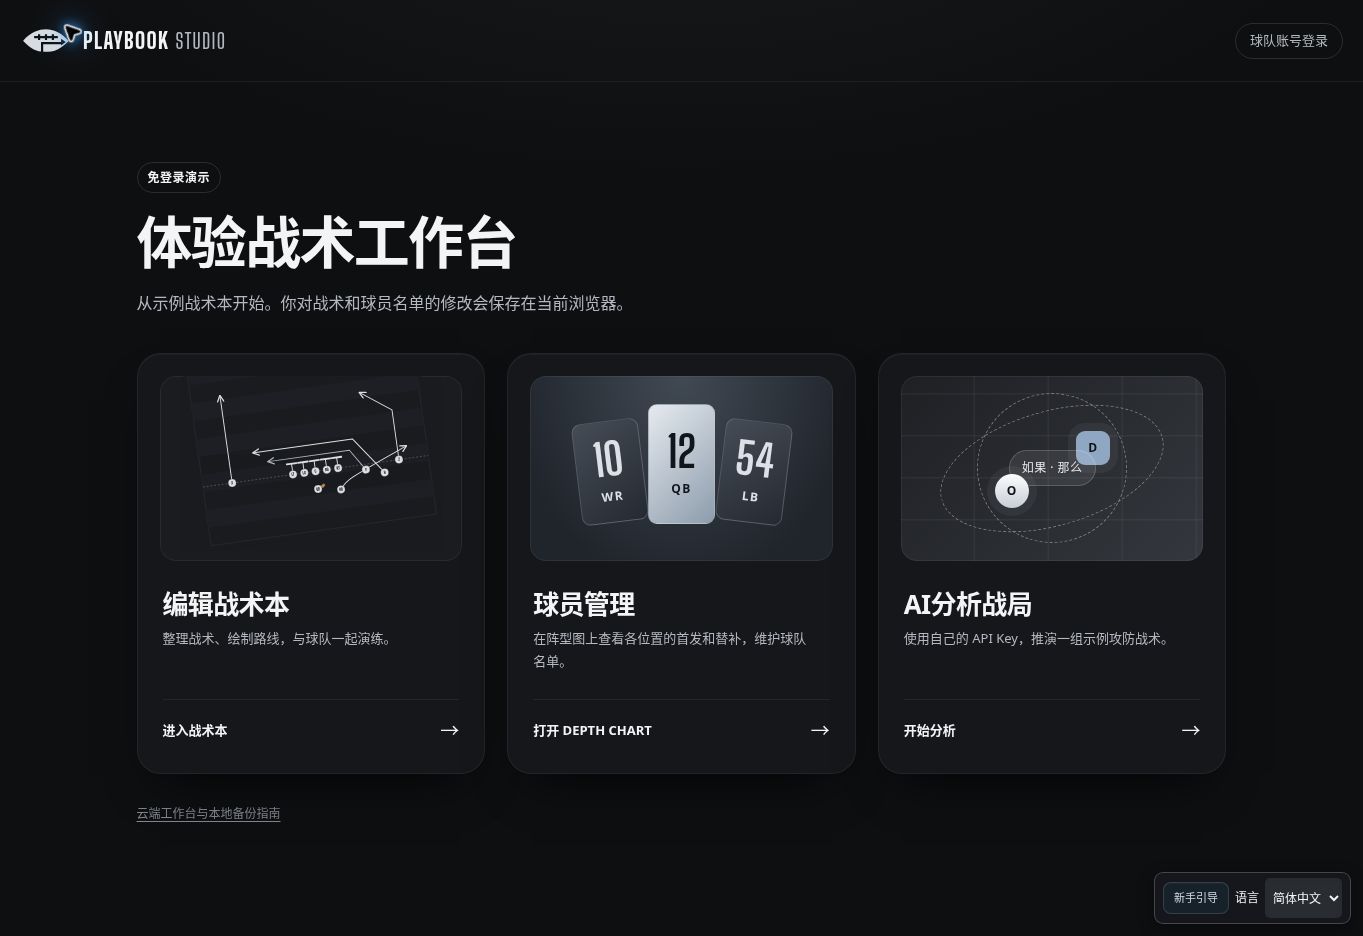 PLAYBOOK STUDIO
球队账号登录
免登录演示
体验战术工作台
从示例战术本开始。你对战术和球员名单的修改会保存在当前浏览器。
10
WR
12
QB
54
LB
D
如果 · 那么
O
编辑战术本
整理战术、绘制路线，与球队一起演练。
进入战术本
球员管理
在阵型图上查看各位置的首发和替补，维护球队
名单。
打开 DEPTH CHART
AI分析战局
使用自己的 API Key，推演一组示例攻防战术。
开始分析
云端工作台与本地备份指南
新手引导 语言 简体中文